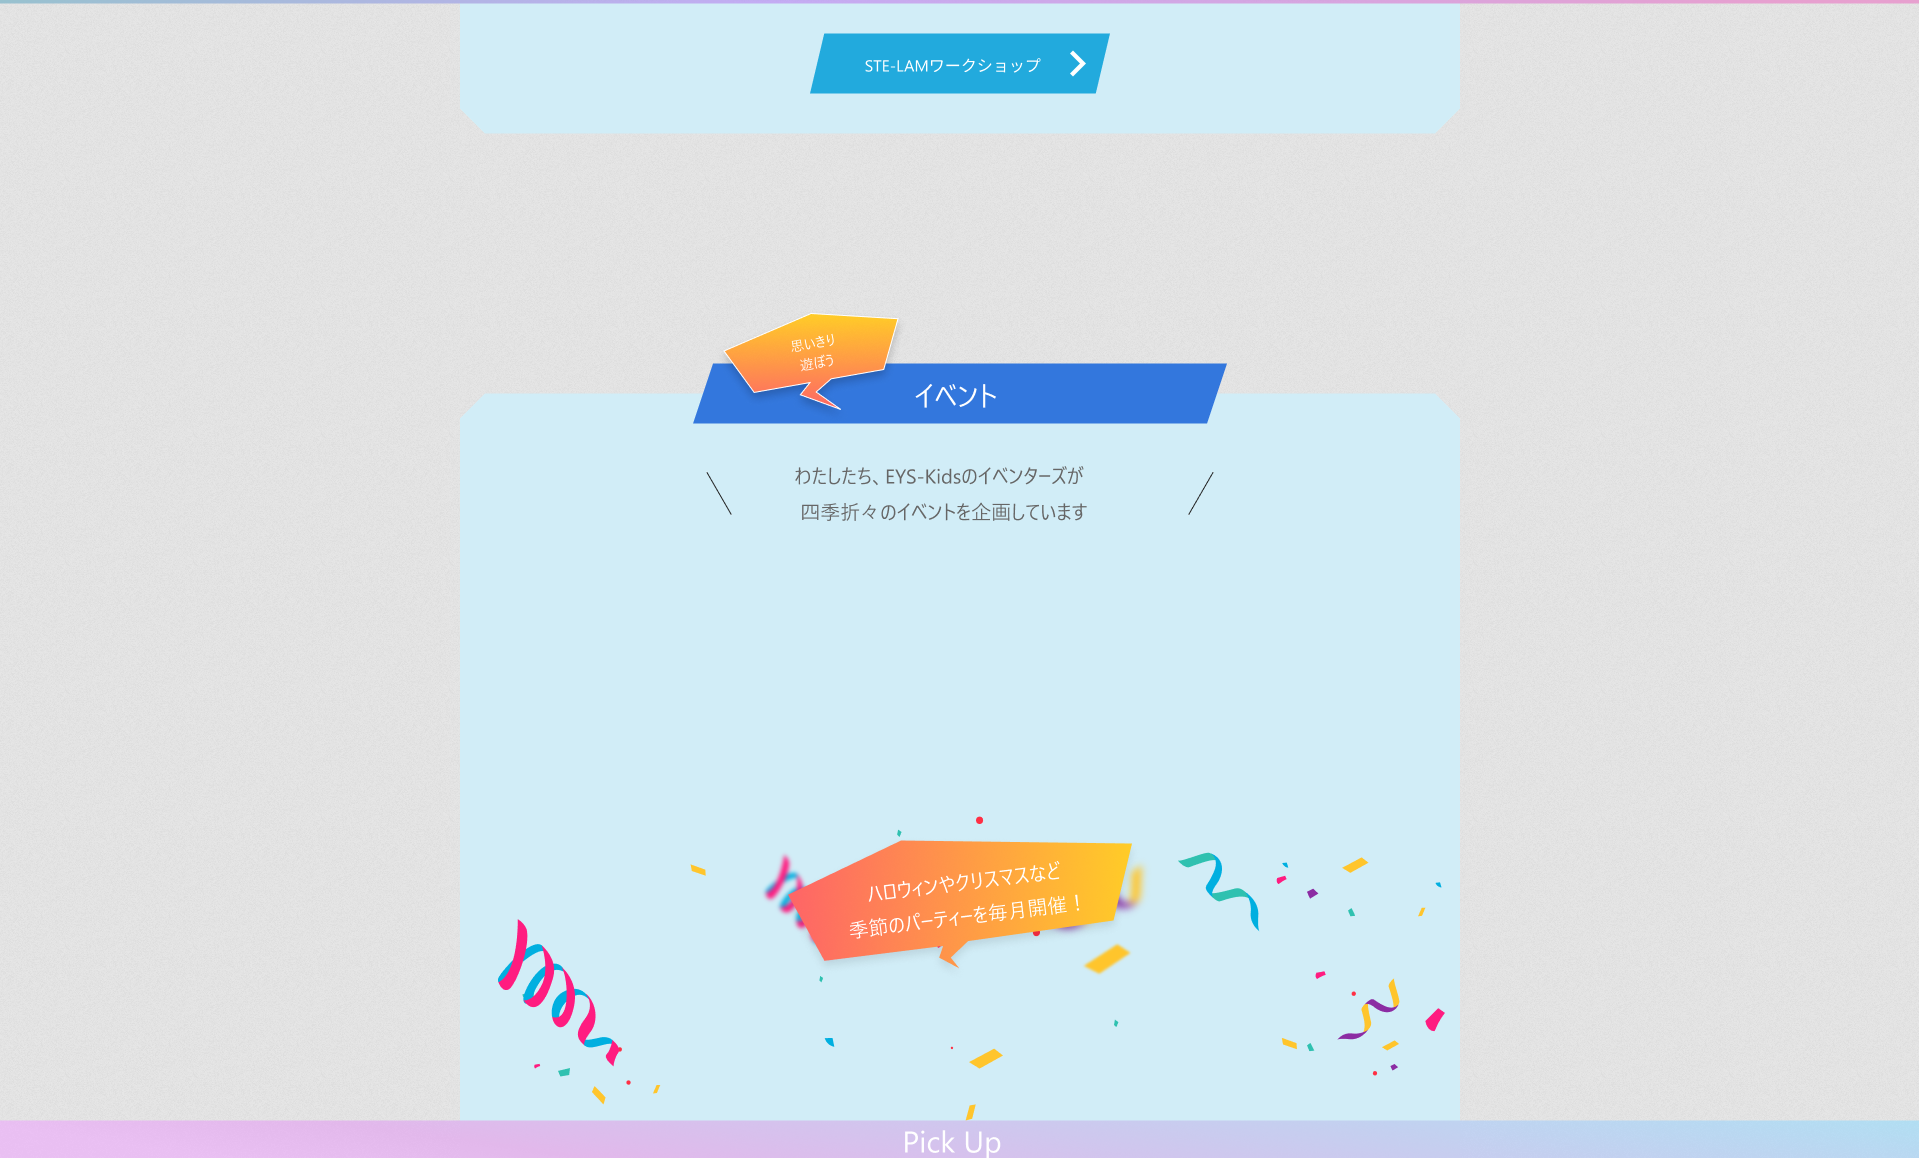 STE-LAMワークショップ
思いきり
遊ぼう
イベント
わたしたち、EYS-Kidsのイベンターズが
四季折々のイベントを企画しています
ハロウィンやクリスマスなど
季節のパーティーを毎月開催！
Pick Up